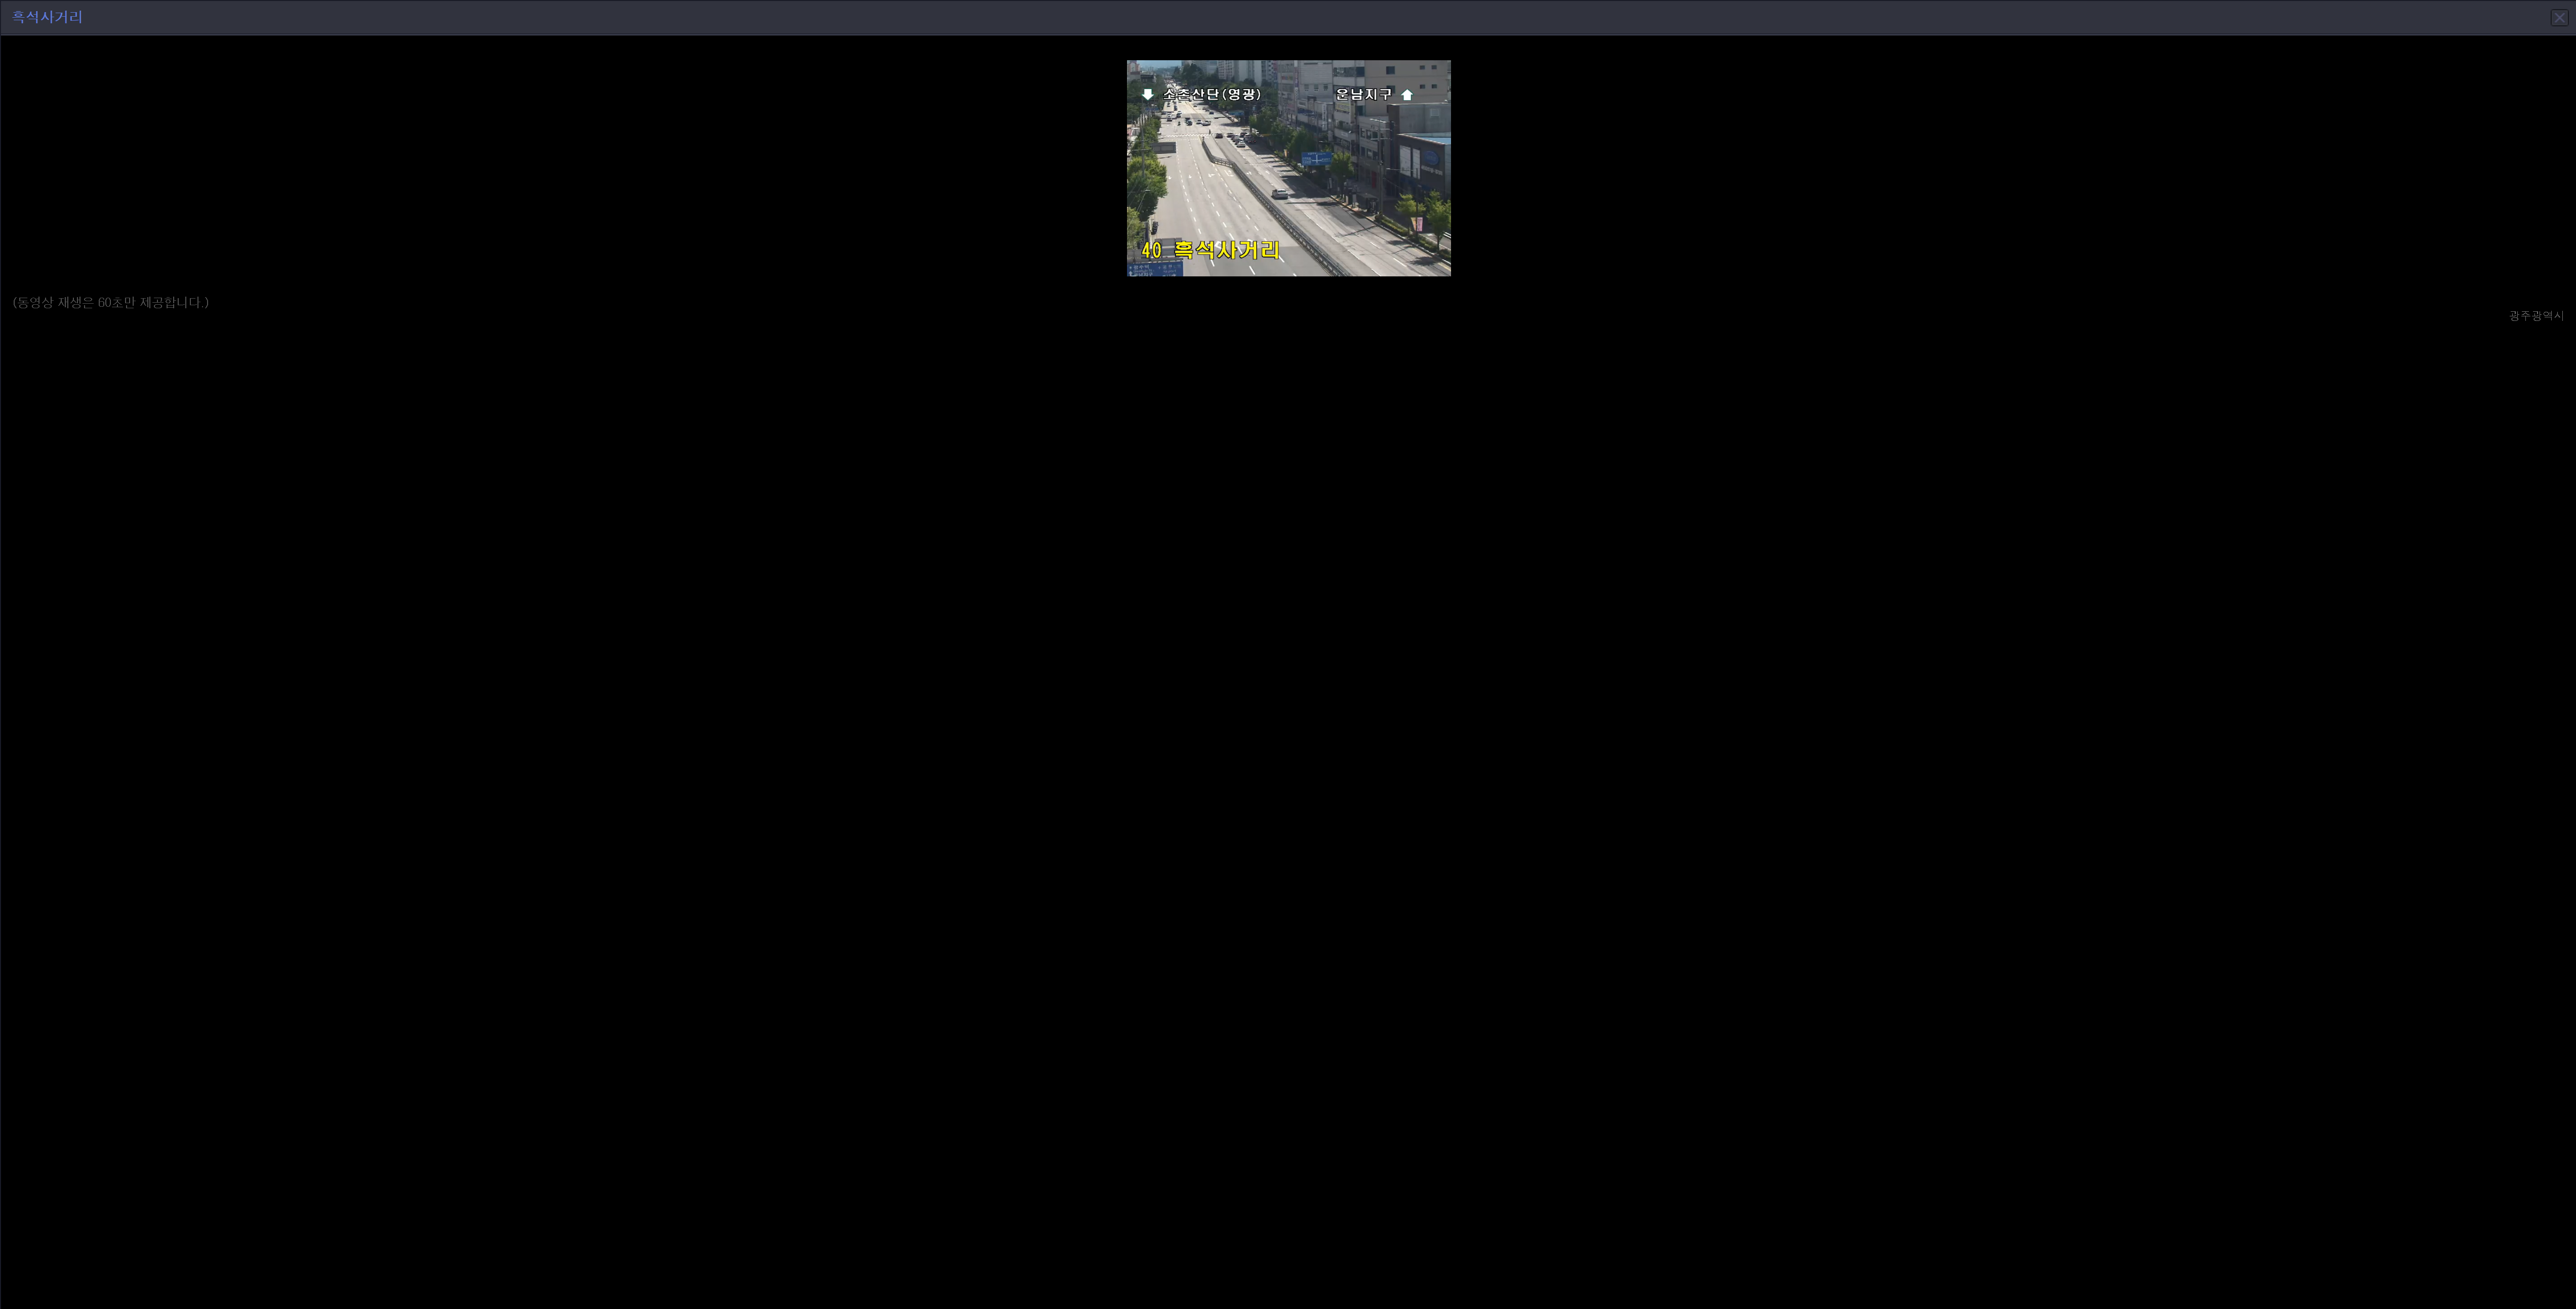 흑석사거리
소촌산단(영광)
운남지구
40 흑석사거리
(동영상 재생은 60초만 제공합니다.)
광주광역시